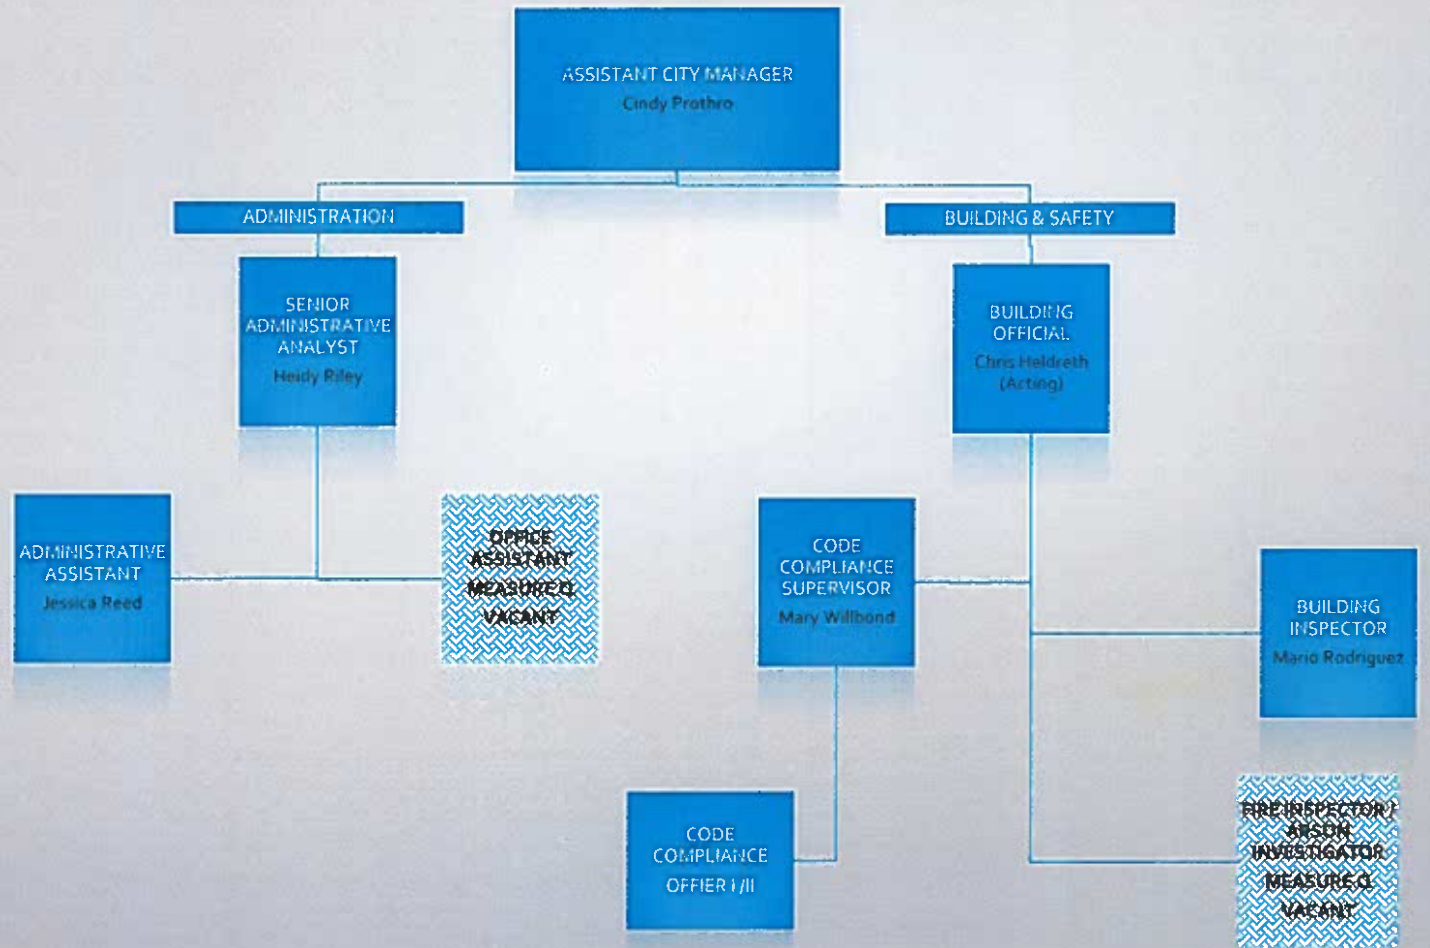 ASSISTANT CITY MANAGER
Cindy Prothro
ADMINISTRATION
BUILDING & SAFETY
SENIOR
ADMINISTRATIVE
ANALYST
Heidy Riley
BUILDING
OFFICIAL
Chris Heldreth
(Acting)
ADMINISTRATIVE
ASSISTANT
Jessica Reed
OFFICE
ASSISTANT
MEASURE Q
VACANT
CODE
COMPLIANCE
SUPERVISOR
Mary Willbond
BUILDING
INSPECTOR
Mario Rodriguez
CODE
COMPLIANCE
OFFIER I /II
FIRE INSPECTOR /
ARSON
INVESTIGATOR
MEASURE Q
VACANT